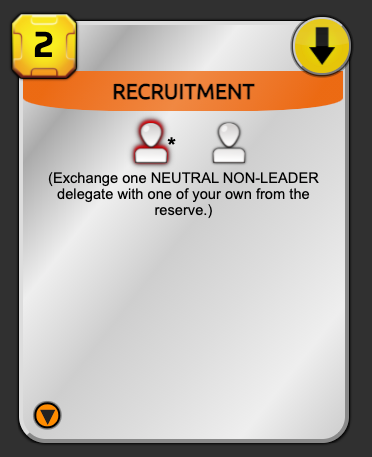 2
RECRUITMENT
*
(Exchange one NEUTRAL NON-LEADER
delegate with one of your own from the
reserve.)